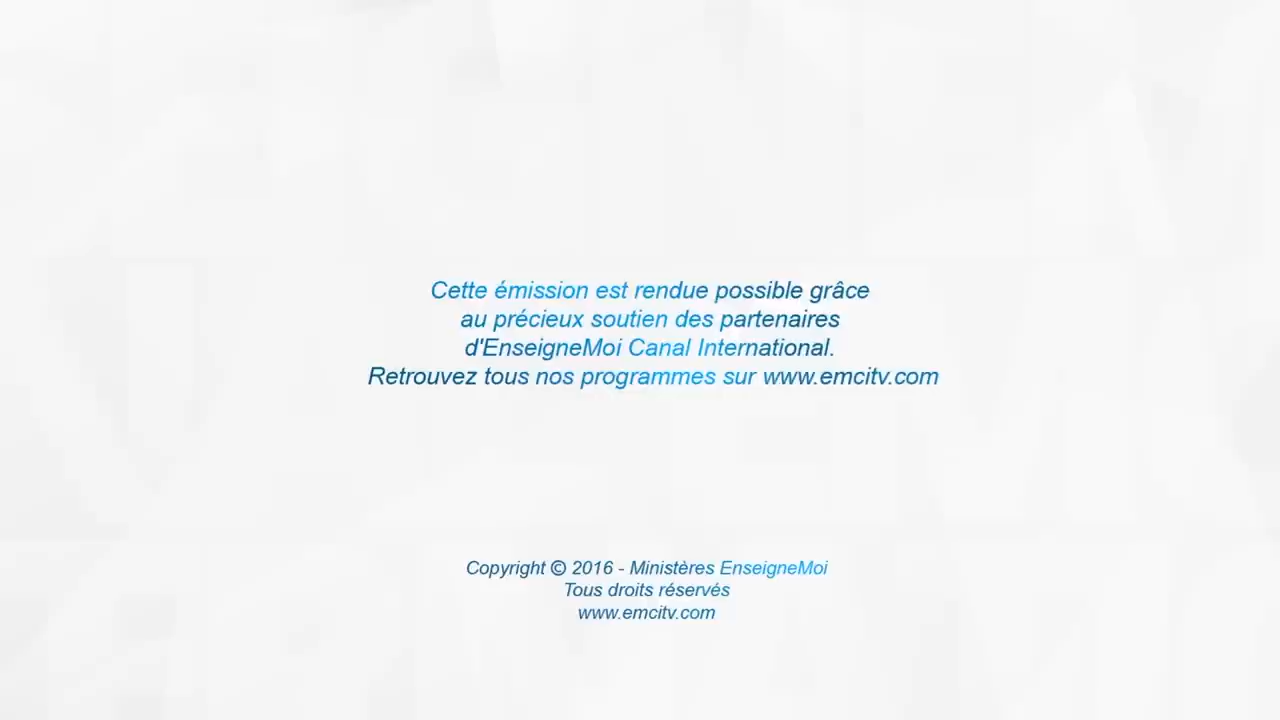 Cette émission est rendue possible grâce
au précieux soutien des partenaires
d'EnseigneMoi Canal International.
Retrouvez tous nos programmes sur www.emcitv.com
Copyright © 2016 - Ministères EnseigneMoi
Tous droits réservés
www.emcitv.com